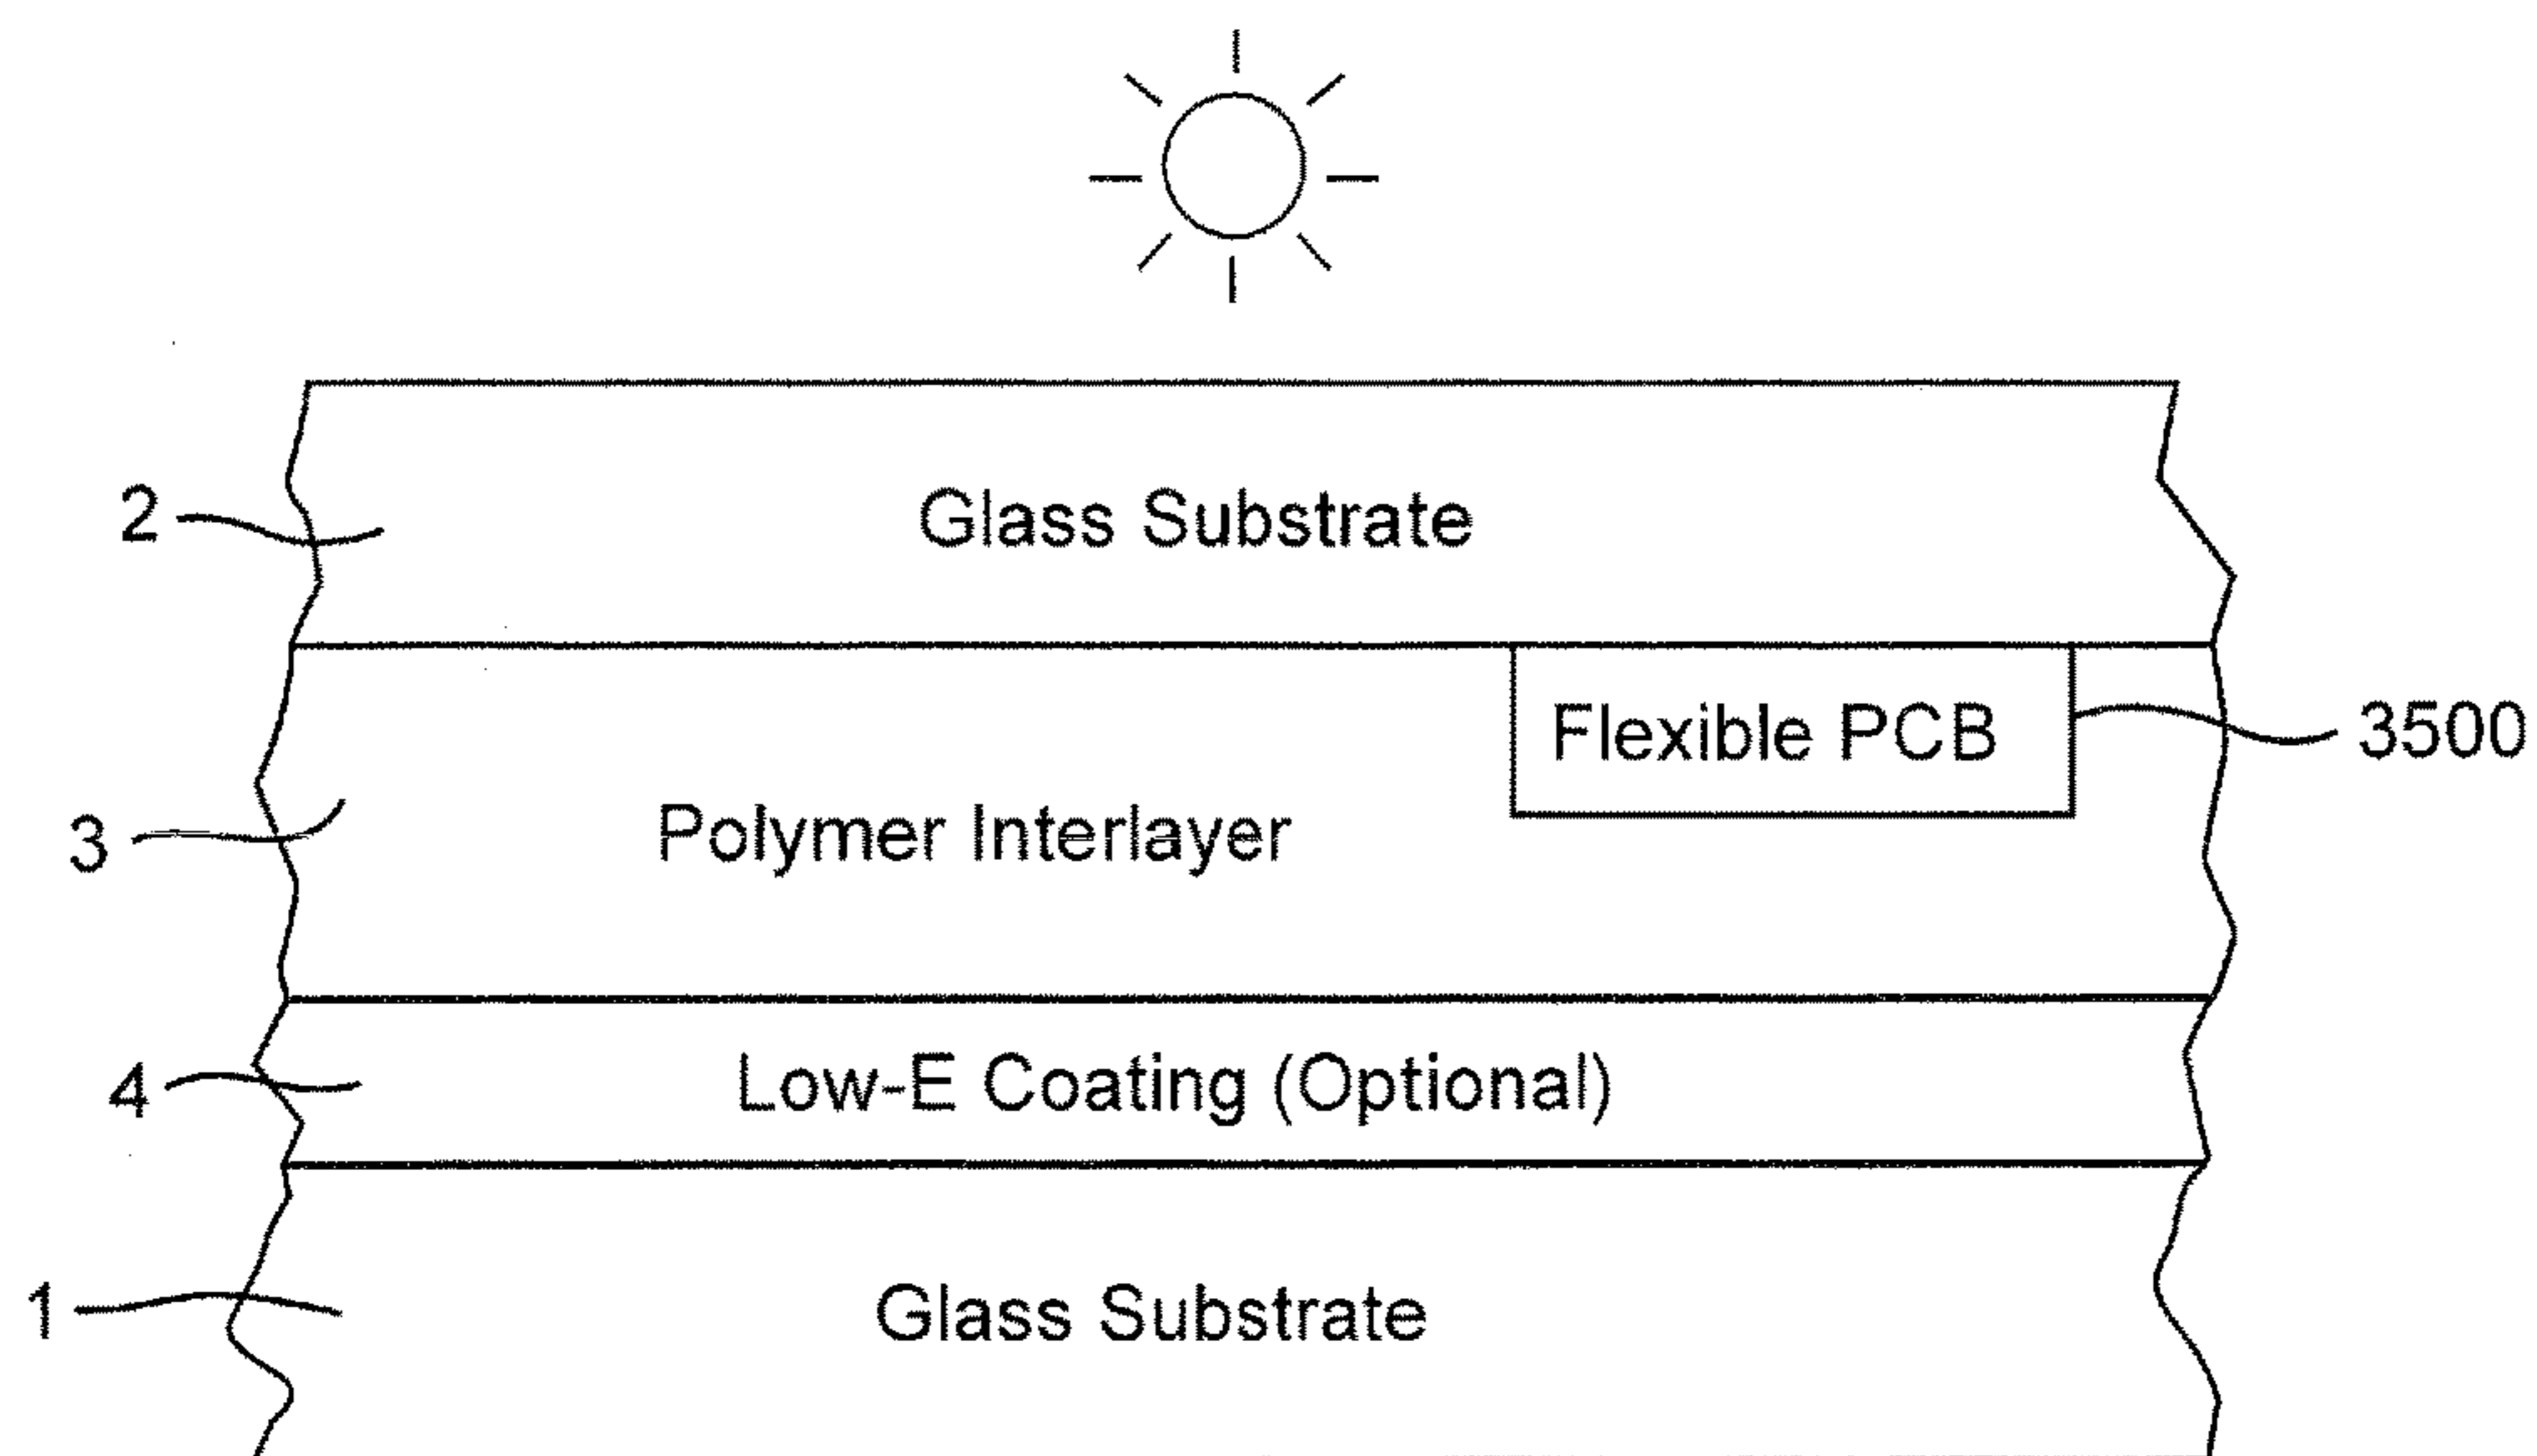 2
Glass Substrate
Flexible PCB
3500
3
Polymer Interlayer
4
Low-E Coating (Optional)
1
Glass Substrate